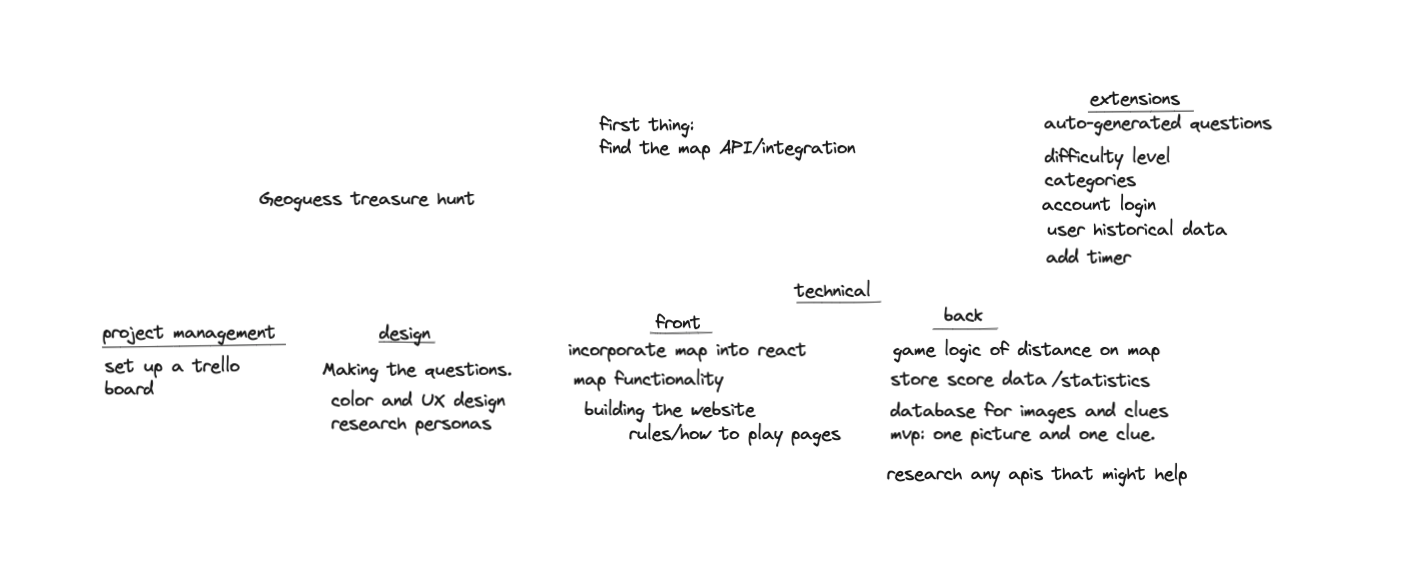 extensions
auto-generated questions
difficulty level
categories
account login
user historical data
add timer
first thing:
find the map API/integration
Geoguess treasure hunt
technical
project management
set up a trello
board
design
Making the questions.
color and UX design
research personas
front
incorporate map into react
map functionality
building the website
rules/how to play pages
back
game logic of distance on map
store score data/statistics
database for images and clues
mvp: one picture and one clue.
research any apis that might help